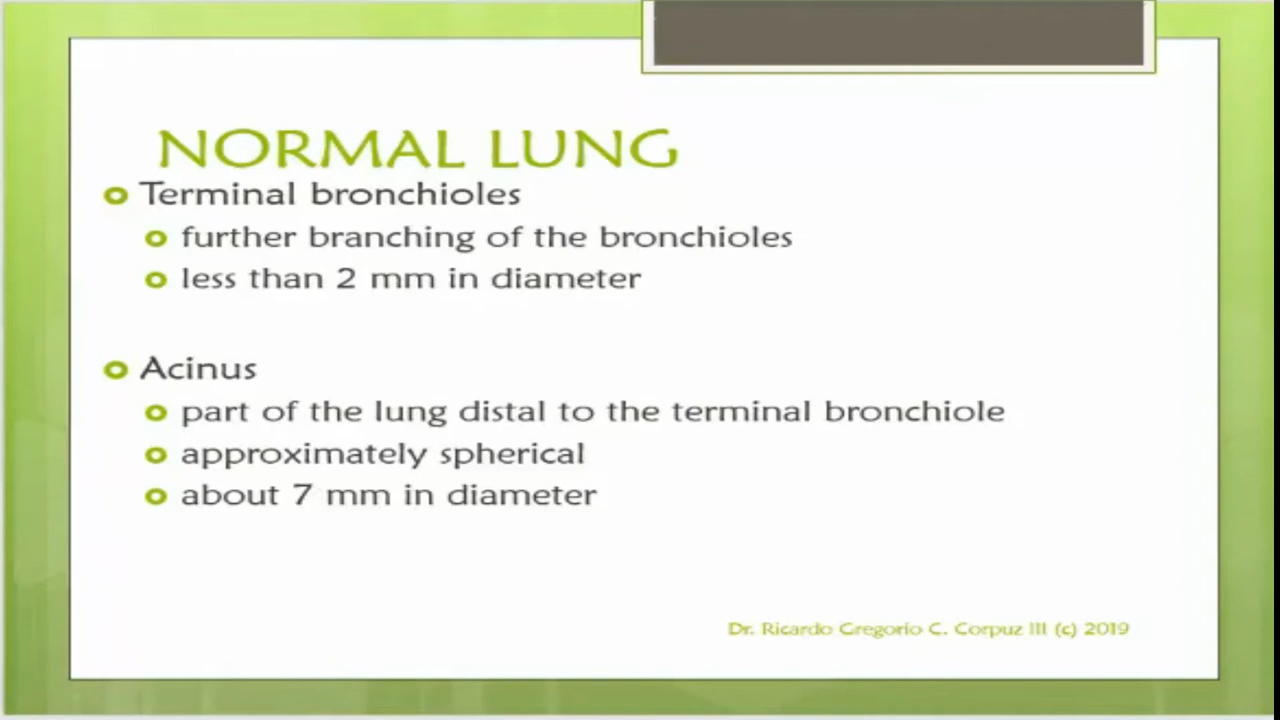 NORMAL LUNG
Terminal bronchioles
further branching of the bronchioles
less than 2 mm in diameter
Acinus
part of the lung distal to the terminal bronchiole
approximately spherical
about 7 mm in diameter
Dr. Ricardo Gregorio C. Corpuz III (c) 2019